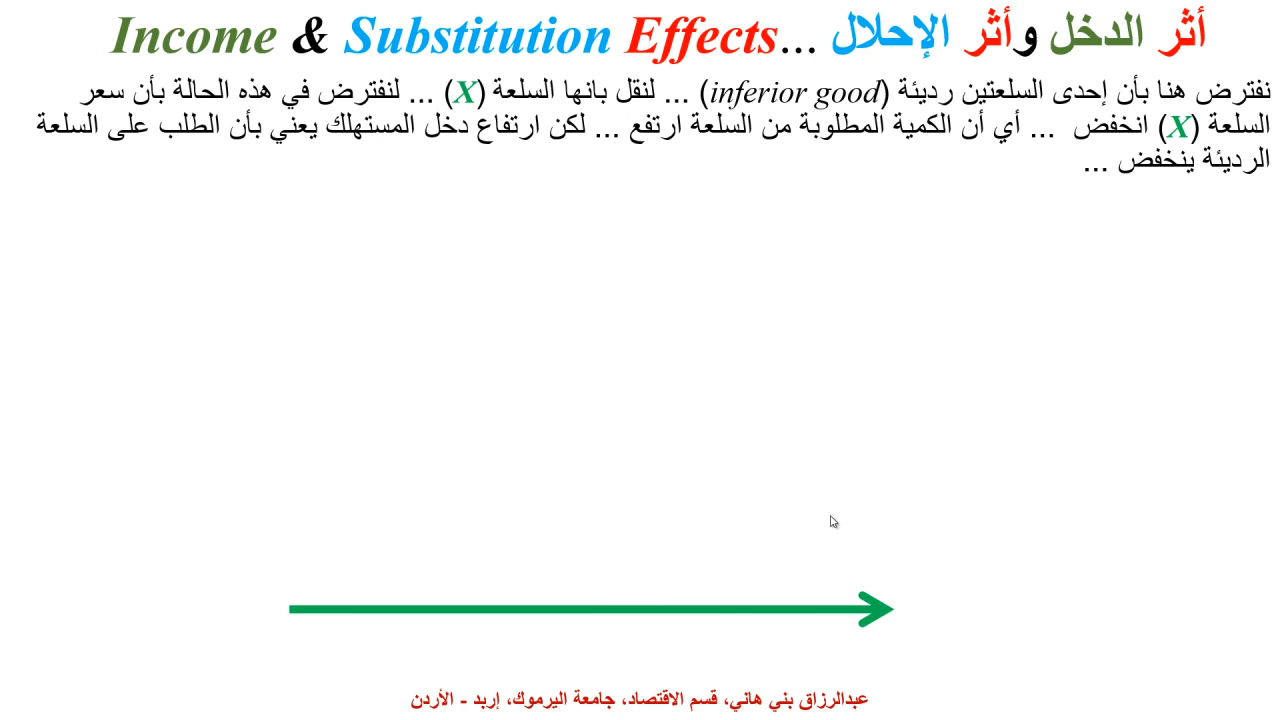 أثر الدخل وأثر الإحلال ...Income & Substitution Effects
نفترض هنا بأن إحدى السلعتين رديئة (inferior good) ... لنقل بانها السلعة (X) ... لنفترض في هذه الحالة بأن سعر
السلعة (X) انخفض ... أي أن الكمية المطلوبة من السلعة ارتفع ... لكن ارتفاع دخل المستهلك يعني بأن الطلب على السلعة
الرديئة ينخفض ...
عبدالرزاق بني هاني، قسم الاقتصاد، جامعة اليرموك، إربد - الأردن